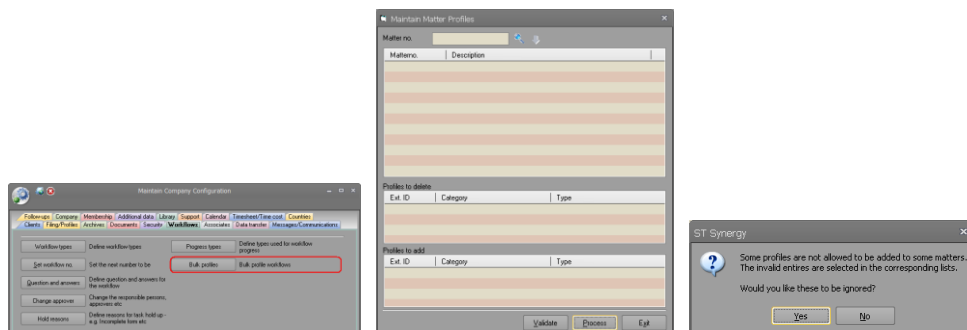 Maintain Company Configuration
Follow-ups Company Membership Additional data Library Support Calendar Timesheet/Time cost Countries
Clients Filing/Profiles Archives Documents Security Workflows Associates Data transfer Messages/Communications
Workflow types Define workflow types Progress types Define types used for workflow progress
Set workflow no. Set the next number to be Bulk profiles Bulk profile workflows
Question and answers Define question and answers for the workflow
Change approver Change the responsible persons, approvers etc
Hold reasons Define reasons for task hold up - e.g. Incomplete form etc
Maintain Matter Profiles
Matter no.
Matterno. Description
Profiles to delete
Ext. ID Category Type
Profiles to add
Ext. ID Category Type
Validate Process Exit
ST Synergy
Some profiles are not allowed to be added to some matters.
The invalid entires are selected in the corresponding lists.
Would you like these to be ignored?
Yes No